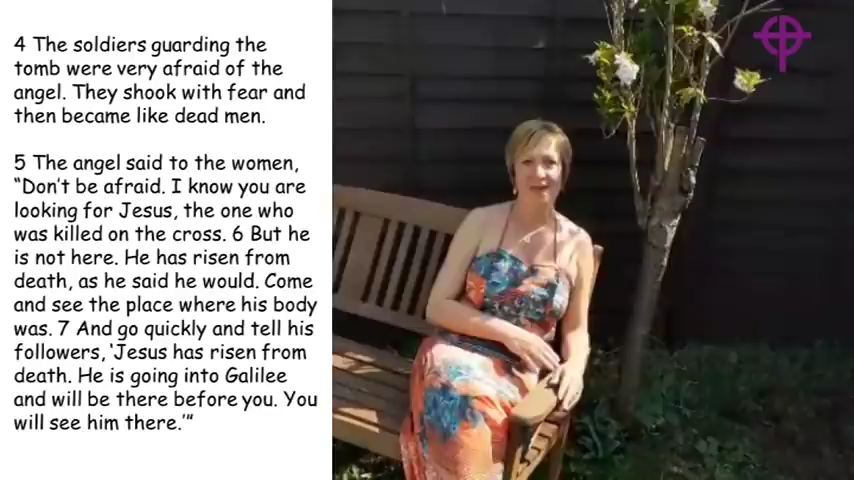 4 The soldiers guarding the
tomb were very afraid of the
angel. They shook with fear and
then became like dead men.
5 The angel said to the women,
“Don’t be afraid. I know you are
looking for Jesus, the one who
was killed on the cross. 6 But he
is not here. He has risen from
death, as he said he would. Come
and see the place where his body
was. 7 And go quickly and tell his
followers, ‘Jesus has risen from
death. He is going into Galilee
and will be there before you. You
will see him there.’”